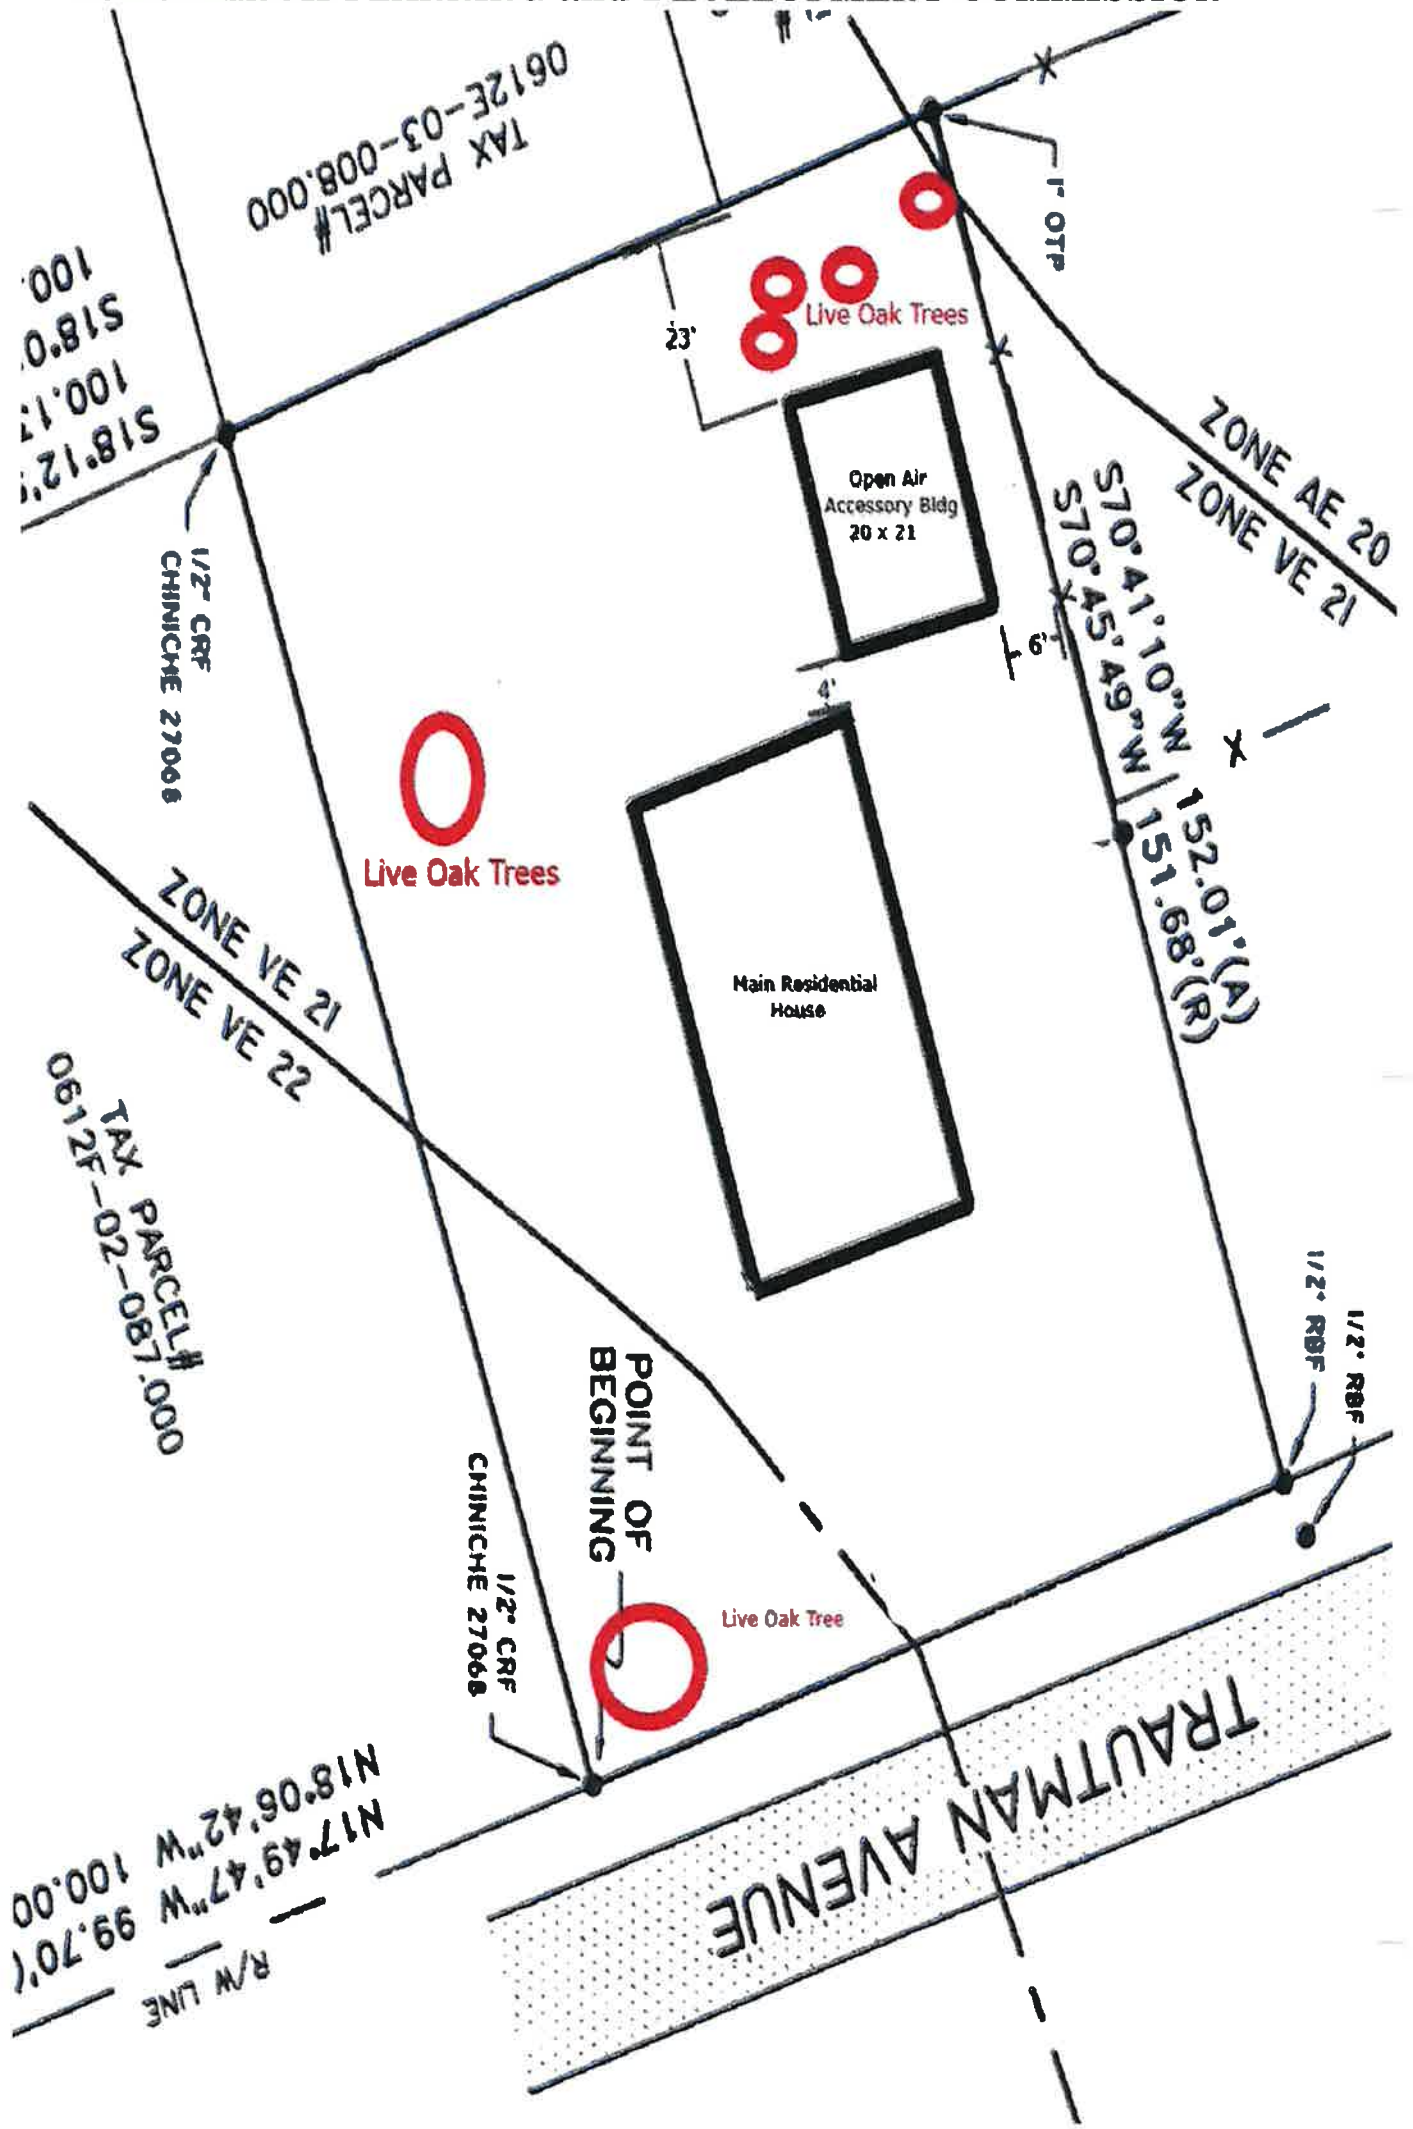 TAX PARCEL#
0612E-03-008.000
1" OTP
Live Oak Trees
23'
Open Air
Accessory Bldg
20 x 21
ZONE AE 20
ZONE VE 21
S70°41'10"W 152.01'(A)
S70°45'49"W 151.68'(R)
6'
4'
X
1/2" CRF
CHINICHE 27068
Live Oak Trees
ZONE VE 21
ZONE VE 22
Main Residential
House
TAX PARCEL#
0612F-02-087.000
1/2" RBF
1/2" RBF
POINT OF
BEGINNING
1/2" CRF
CHINICHE 27068
Live Oak Tree
TRAUTMAN AVENUE
N17°49'47"W 99.70'(
N18°06'42"W 100.00
R/W LINE
S18°12'
100.1
S18°0
100.